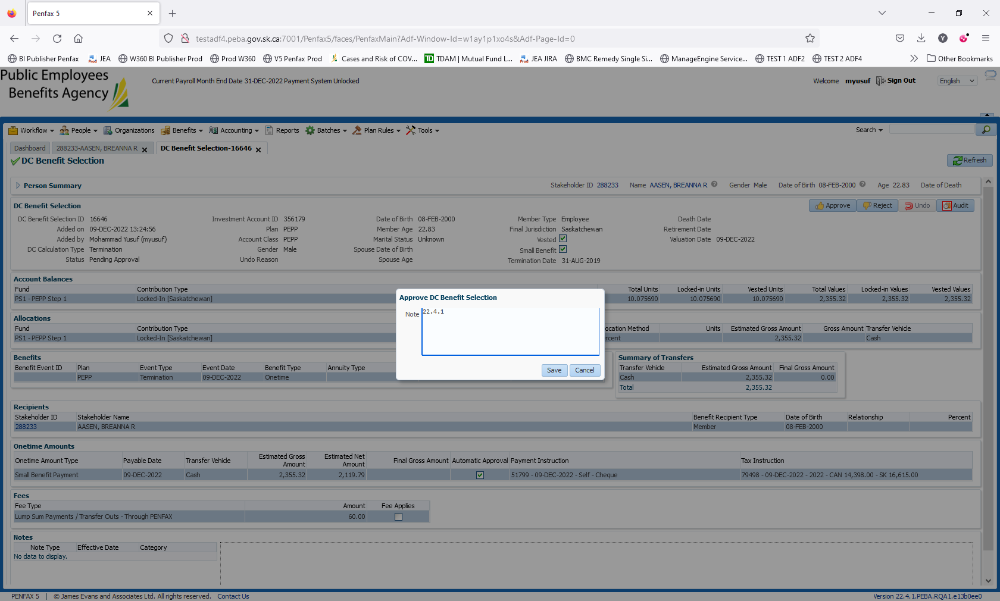 Penfax 5
testadf4.peba.gov.sk.ca:7001/Penfax5/faces/PenfaxMain?Adf-Window-Id=w1ay1p1xo4s&Adf-Page-Id=0
BI Publisher Penfax JEA W360 BI Publisher Prod Prod W360 V5 Penfax Prod Cases and Risk of COV... TDAM | Mutual Fund L... JEA JIRA BMC Remedy Single Si... ManageEngine Service... TEST 1 ADF2 TEST 2 ADF4 Other Bookmarks
Public Employees
Benefits Agency
Current Payroll Month End Date 31-DEC-2022 Payment System Unlocked
Welcome myusuf Sign Out English
Workflow People Organizations Benefits Accounting Reports Batches Plan Rules Tools Search
Dashboard 288233-AASEN, BREANNA R DC Benefit Selection-16646
DC Benefit Selection Refresh
Person Summary Stakeholder ID 288233 Name AASEN, BREANNA R Gender Male Date of Birth 08-FEB-2000 Age 22.83 Date of Death
DC Benefit Selection Approve Reject Undo Audit
DC Benefit Selection ID 16646 Investment Account ID 356179 Date of Birth 08-FEB-2000 Member Type Employee Death Date
Added on 09-DEC-2022 13:24:56 Plan PEPP Member Age 22.83 Final Jurisdiction Saskatchewan Retirement Date
Added by Mohammad Yusuf (myusuf) Account Class PEPP Marital Status Unknown Vested Valuation Date 09-DEC-2022
DC Calculation Type Termination Gender Male Spouse Date of Birth Small Benefit
Status Pending Approval Undo Reason Spouse Age Termination Date 31-AUG-2019
Account Balances
Fund Contribution Type Total Units Locked-in Units Vested Units Total Values Locked-in Values Vested Values
PS1 - PEPP Step 1 Locked-In [Saskatchewan] 10.075690 10.075690 10.075690 2,355.32 2,355.32 2,355.32
Approve DC Benefit Selection
Note 22.4.1
Save Cancel
Allocations
Fund Contribution Type ocation Method Units Estimated Gross Amount Gross Amount Transfer Vehicle
PS1 - PEPP Step 1 Locked-In [Saskatchewan] rcent 2,355.32 Cash
Benefits
Benefit Event ID Plan Event Type Event Date Benefit Type Annuity Type
PEPP Termination 09-DEC-2022 Onetime
Summary of Transfers
Transfer Vehicle Estimated Gross Amount Final Gross Amount
Cash 2,355.32 0.00
Total 2,355.32
Recipients
Stakeholder ID Stakeholder Name Benefit Recipient Type Date of Birth Relationship Percent
288233 AASEN, BREANNA R Member 08-FEB-2000
Onetime Amounts
Onetime Amount Type Payable Date Transfer Vehicle Estimated Gross Amount Estimated Net Amount Final Gross Amount Automatic Approval Payment Instruction Tax Instruction
Small Benefit Payment 09-DEC-2022 Cash 2,355.32 2,119.79 51799 - 09-DEC-2022 - Self - Cheque 79498 - 09-DEC-2022 - 2022 - CAN 14,398.00 - SK 16,615.00
Fees
Fee Type Amount Fee Applies
Lump Sum Payments / Transfer Outs - Through PENFAX 60.00
Notes
Note Type Effective Date Category
No data to display.
PENFAX 5 | © James Evans and Associates Ltd. All rights reserved. Contact Us Version 22.4.1.PEBA.RQA1.e13b0ee0